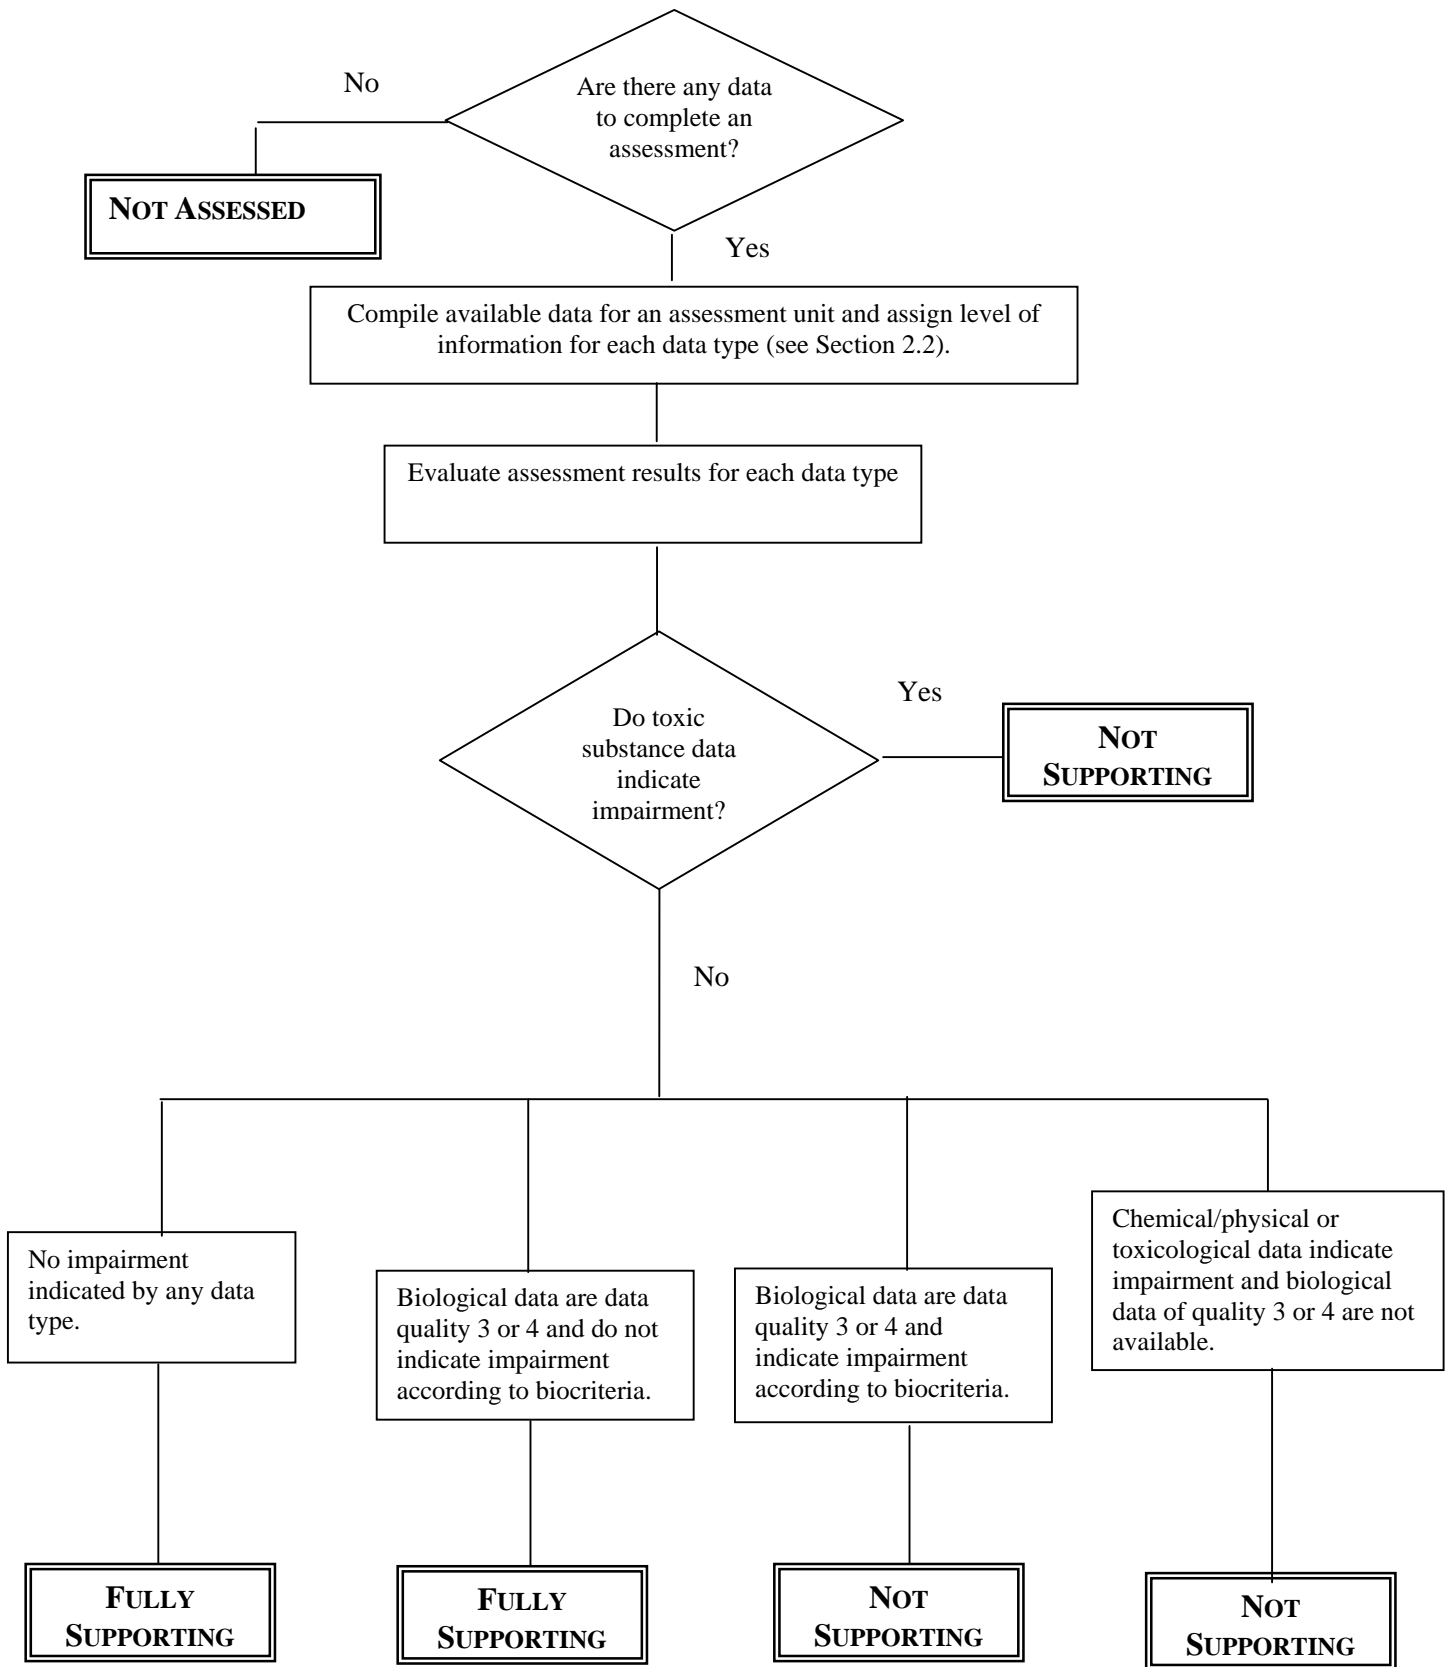 No
Are there any data
to complete an
assessment?
NOT ASSESSED
Yes
Compile available data for an assessment unit and assign level of
information for each data type (see Section 2.2).
Evaluate assessment results for each data type
Do toxic
substance data
indicate
impairment?
Yes
NOT
SUPPORTING
No
No impairment
indicated by any data
type.
Biological data are data
quality 3 or 4 and do not
indicate impairment
according to biocriteria.
Biological data are data
quality 3 or 4 and
indicate impairment
according to biocriteria.
Chemical/physical or
toxicological data indicate
impairment and biological
data of quality 3 or 4 are not
available.
FULLY
SUPPORTING
FULLY
SUPPORTING
NOT
SUPPORTING
NOT
SUPPORTING